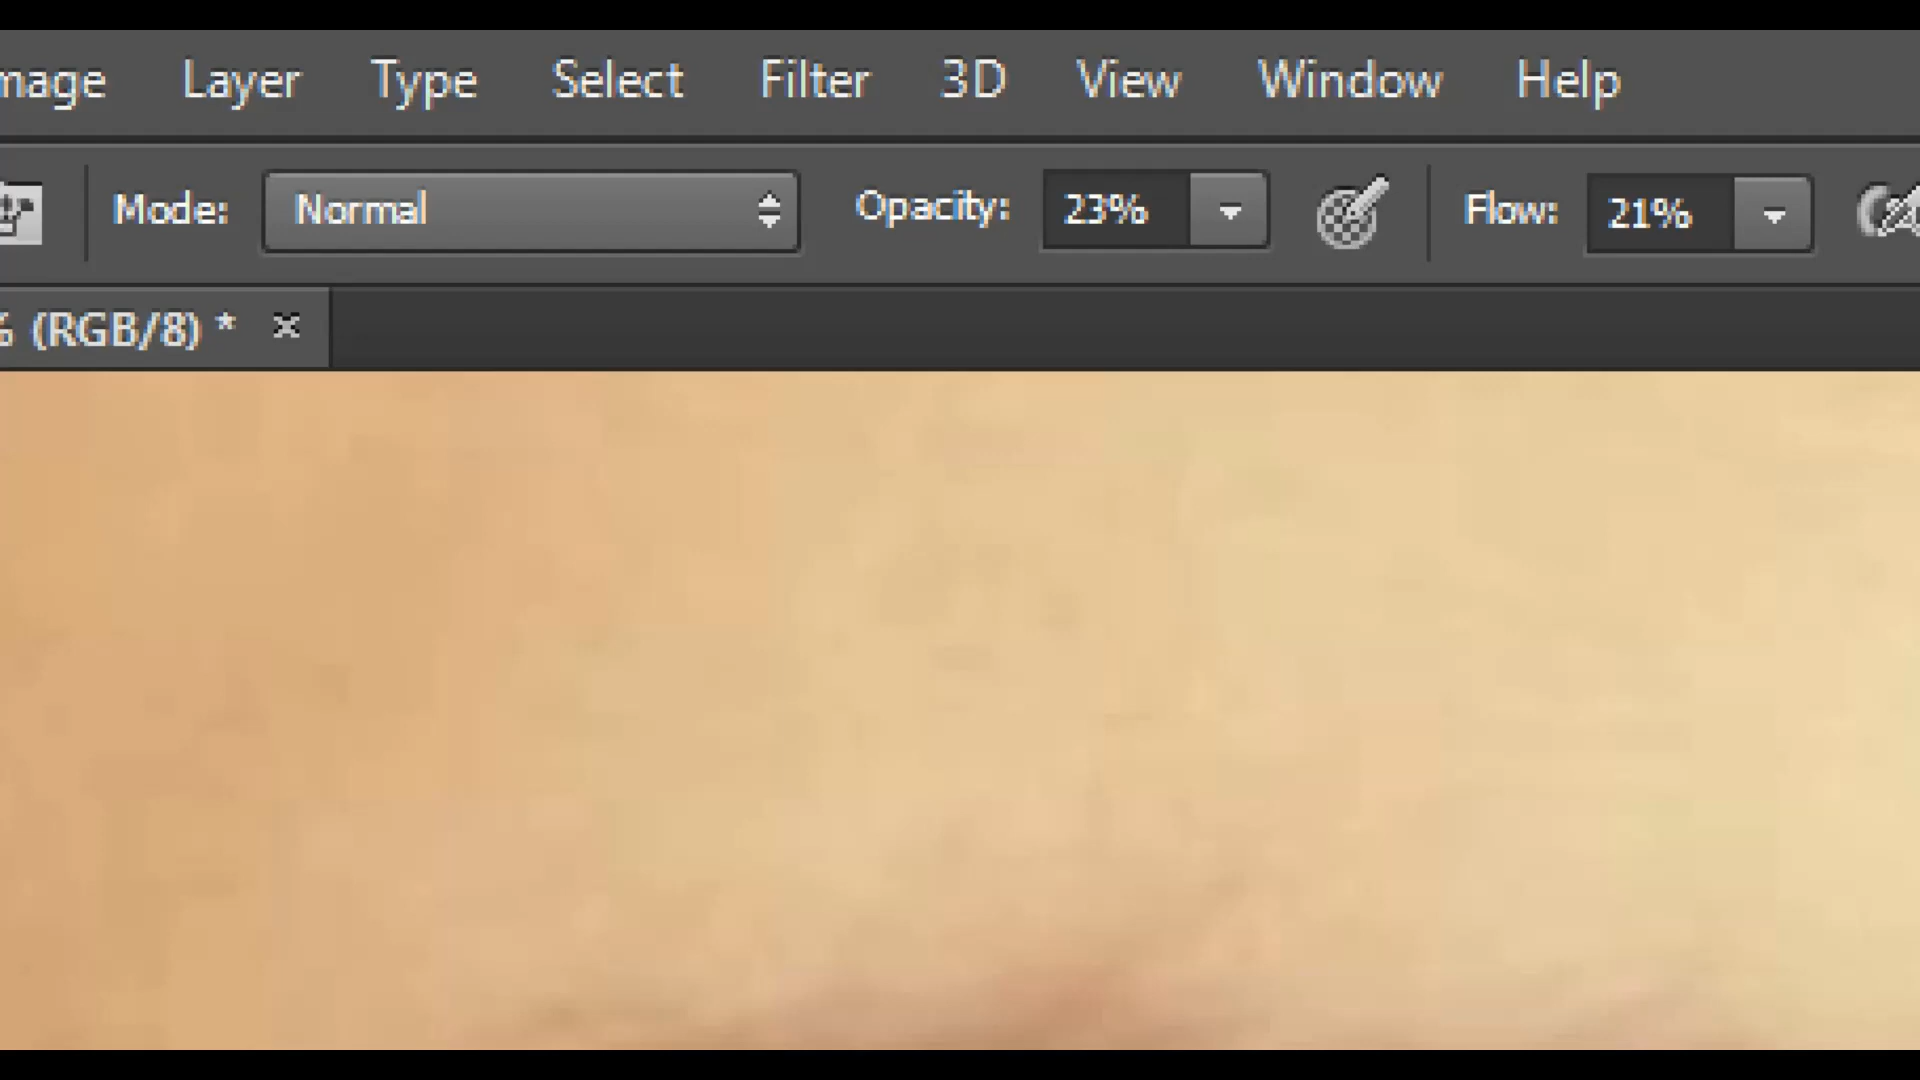 mage Layer Type Select Filter 3D View Window Help
Mode: Normal Opacity: 23% Flow: 21%
% (RGB/8) *